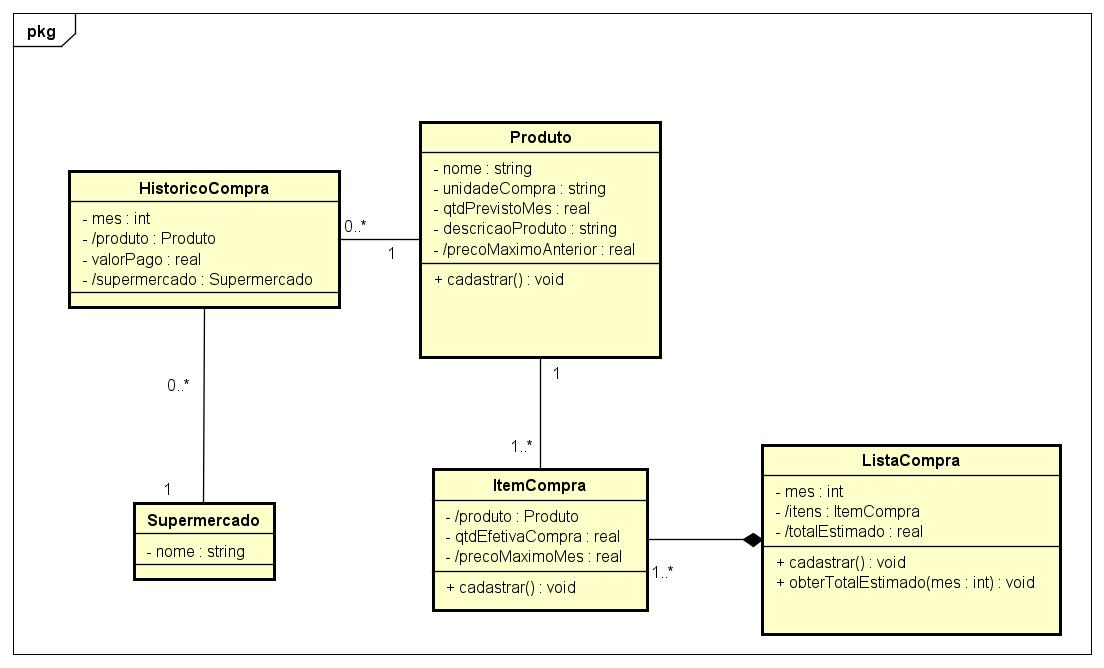 pkg
Produto
- nome : string
- unidadeCompra : string
- qtdPrevistoMes : real
- descricaoProduto : string
- /precoMaximoAnterior : real
+ cadastrar() : void
HistoricoCompra
- mes : int
- /produto : Produto
- valorPago : real
- /supermercado : Supermercado
0..*
1
0..*
1
1
1..*
Supermercado
- nome : string
ItemCompra
- /produto : Produto
- qtdEfetivaCompra : real
- /precoMaximoMes : real
+ cadastrar() : void
1..*
ListaCompra
- mes : int
- /itens : ItemCompra
- /totalEstimado : real
+ cadastrar() : void
+ obterTotalEstimado(mes : int) : void